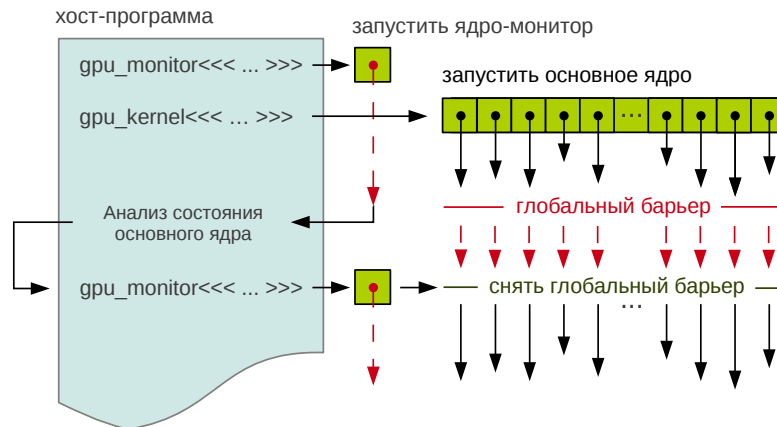 хост-программа
запустить ядро-монитор
gpu_monitor<<< ... >>>
запустить основное ядро
gpu_kernel<<< ... >>>
...
глобальный барьер
Анализ состояния
основного ядра
gpu_monitor<<< ... >>>
снять глобальный барьер
...